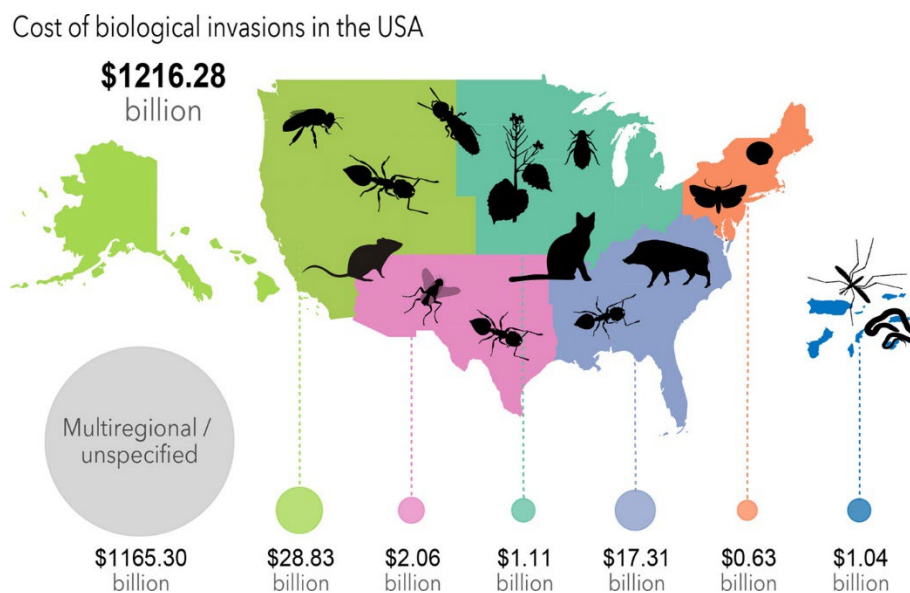 Cost of biological invasions in the USA
$1216.28
billion
Multiregional /
unspecified
$1165.30
billion
$28.83
billion
$2.06
billion
$1.11
billion
$17.31
billion
$0.63
billion
$1.04
billion